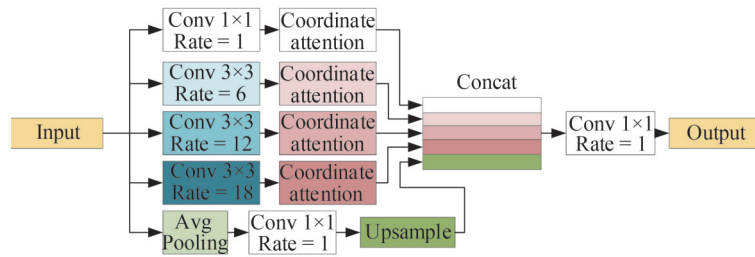 Conv 1×1
Rate = 1
Coordinate
attention
Conv 3×3
Rate = 6
Coordinate
attention
Concat
Input
Conv 3×3
Rate = 12
Coordinate
attention
Conv 1×1
Rate = 1
Output
Conv 3×3
Rate = 18
Coordinate
attention
Avg
Pooling
Conv 1×1
Rate = 1
Upsample